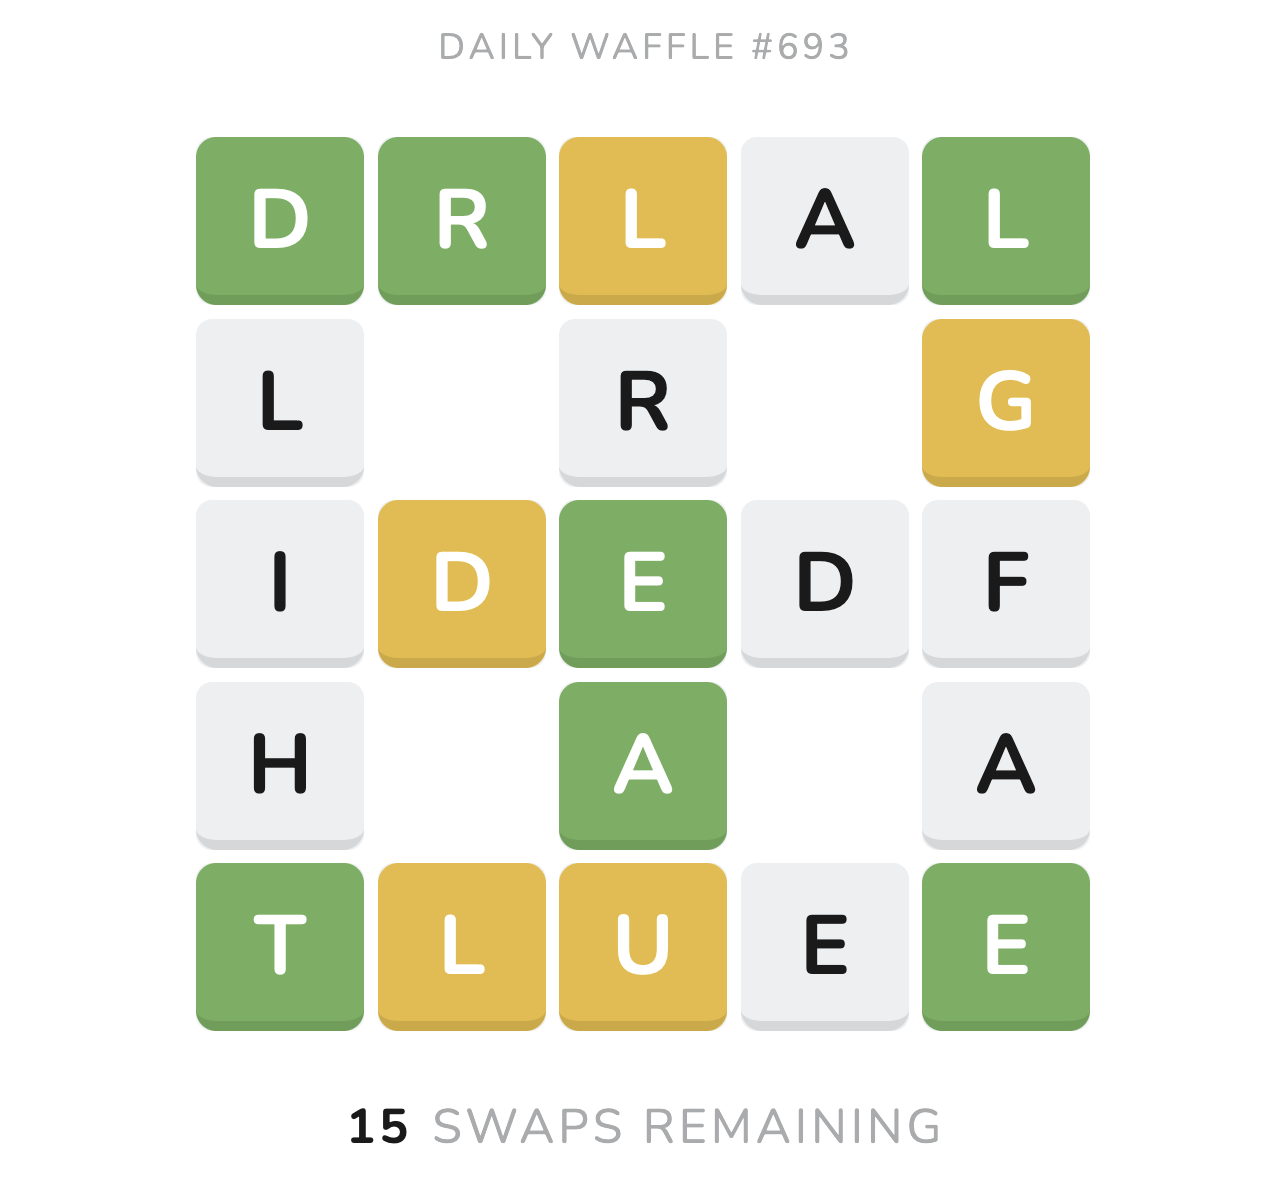 DAILY WAFFLE #693
D R L A L
L R G
I D E D F
H A A
T L U E E
15 SWAPS REMAINING